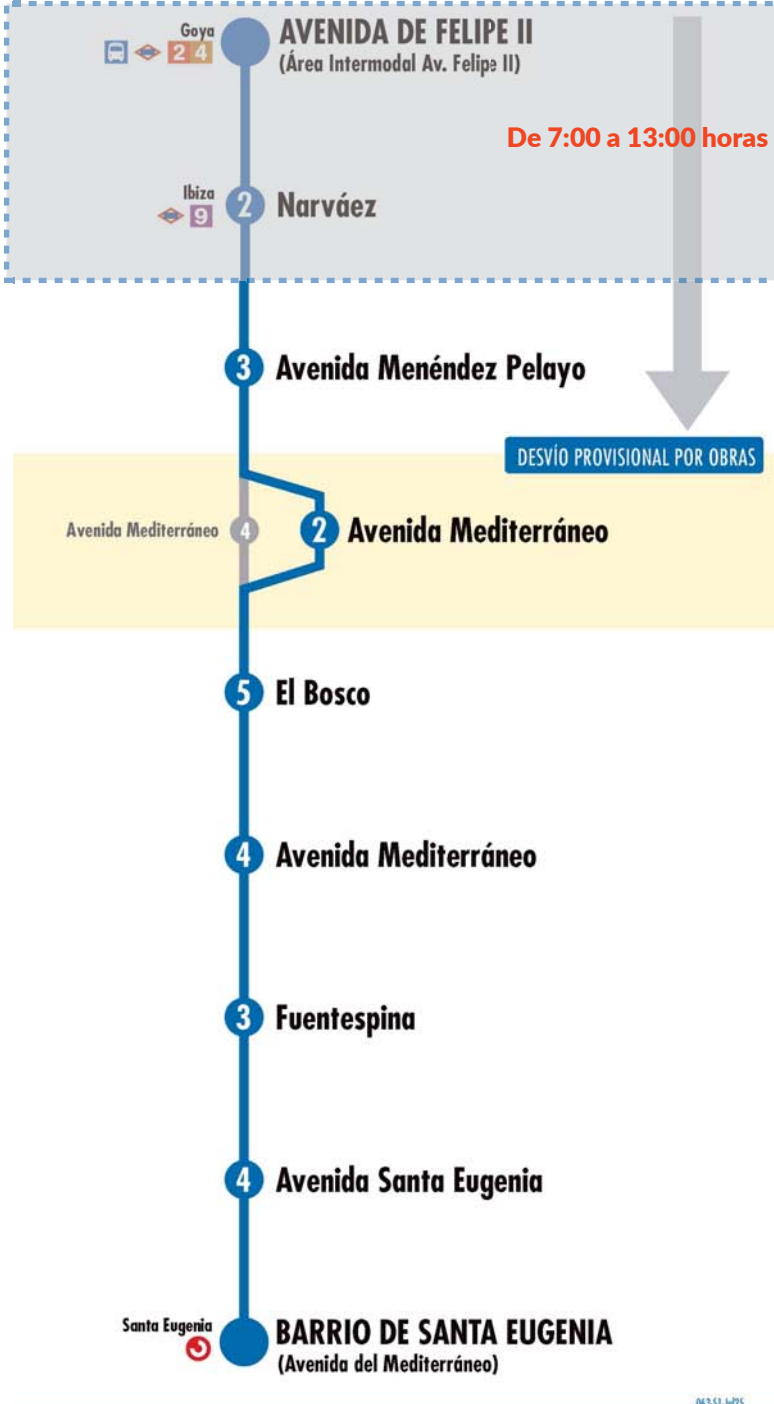 Goya
2 4
AVENIDA DE FELIPE II
(Área Intermodal Av. Felipe II)
De 7:00 a 13:00 horas
Ibiza
9
2 Narváez
3 Avenida Menéndez Pelayo
DESVÍO PROVISIONAL POR OBRAS
Avenida Mediterráneo 4
2 Avenida Mediterráneo
5 El Bosco
4 Avenida Mediterráneo
3 Fuentespina
4 Avenida Santa Eugenia
Santa Eugenia
BARRIO DE SANTA EUGENIA
(Avenida del Mediterráneo)